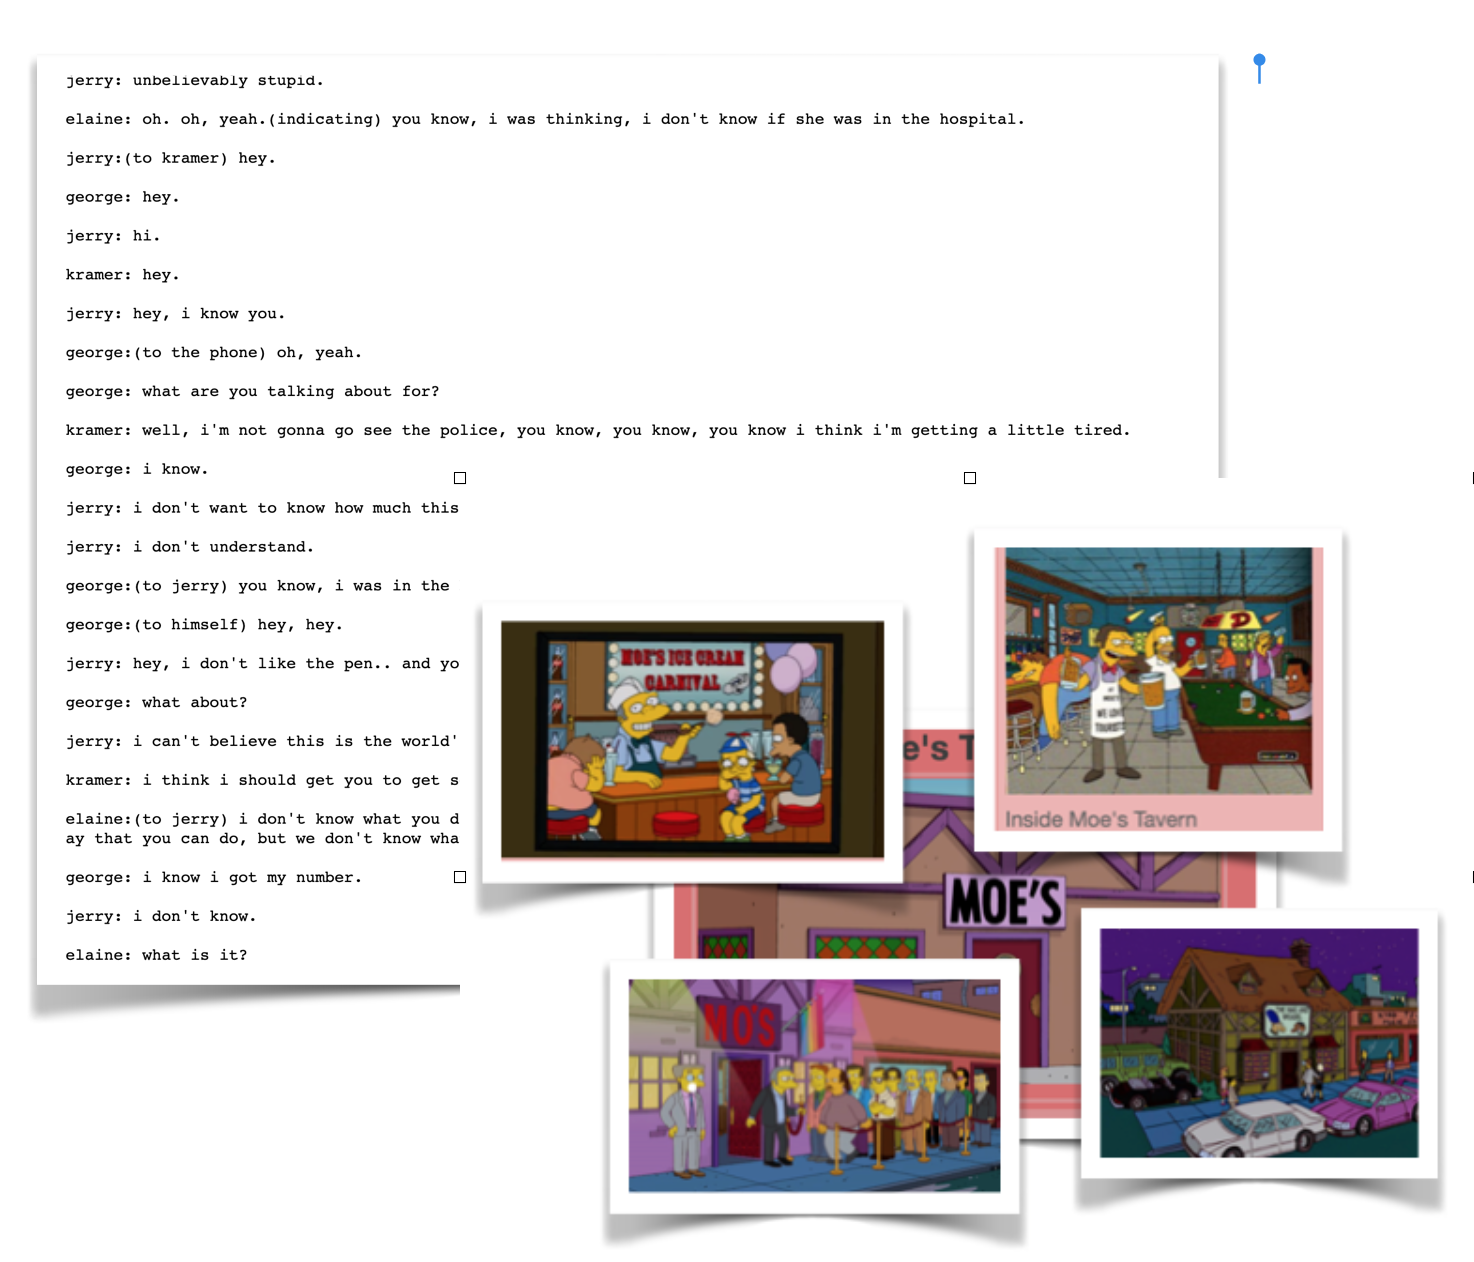 jerry: unbelievably stupid.
elaine: oh. oh, yeah.(indicating) you know, i was thinking, i don't know if she was in the hospital.
jerry:(to kramer) hey.
george: hey.
jerry: hi.
kramer: hey.
jerry: hey, i know you.
george:(to the phone) oh, yeah.
george: what are you talking about for?
kramer: well, i'm not gonna go see the police, you know, you know, you know i think i'm getting a little tired.
george: i know.
jerry: i don't want to know how much this
jerry: i don't understand.
george:(to jerry) you know, i was in the
george:(to himself) hey, hey.
jerry: hey, i don't like the pen.. and yo
george: what about?
jerry: i can't believe this is the world'
kramer: i think i should get you to get s
elaine:(to jerry) i don't know what you d
ay that you can do, but we don't know wha
george: i know i got my number.
jerry: i don't know.
elaine: what is it?
MOE'S ICE CREAM
CARNIVAL
e's T
WE LOVE
TOURISTS
Inside Moe's Tavern
MOE'S
MO'S